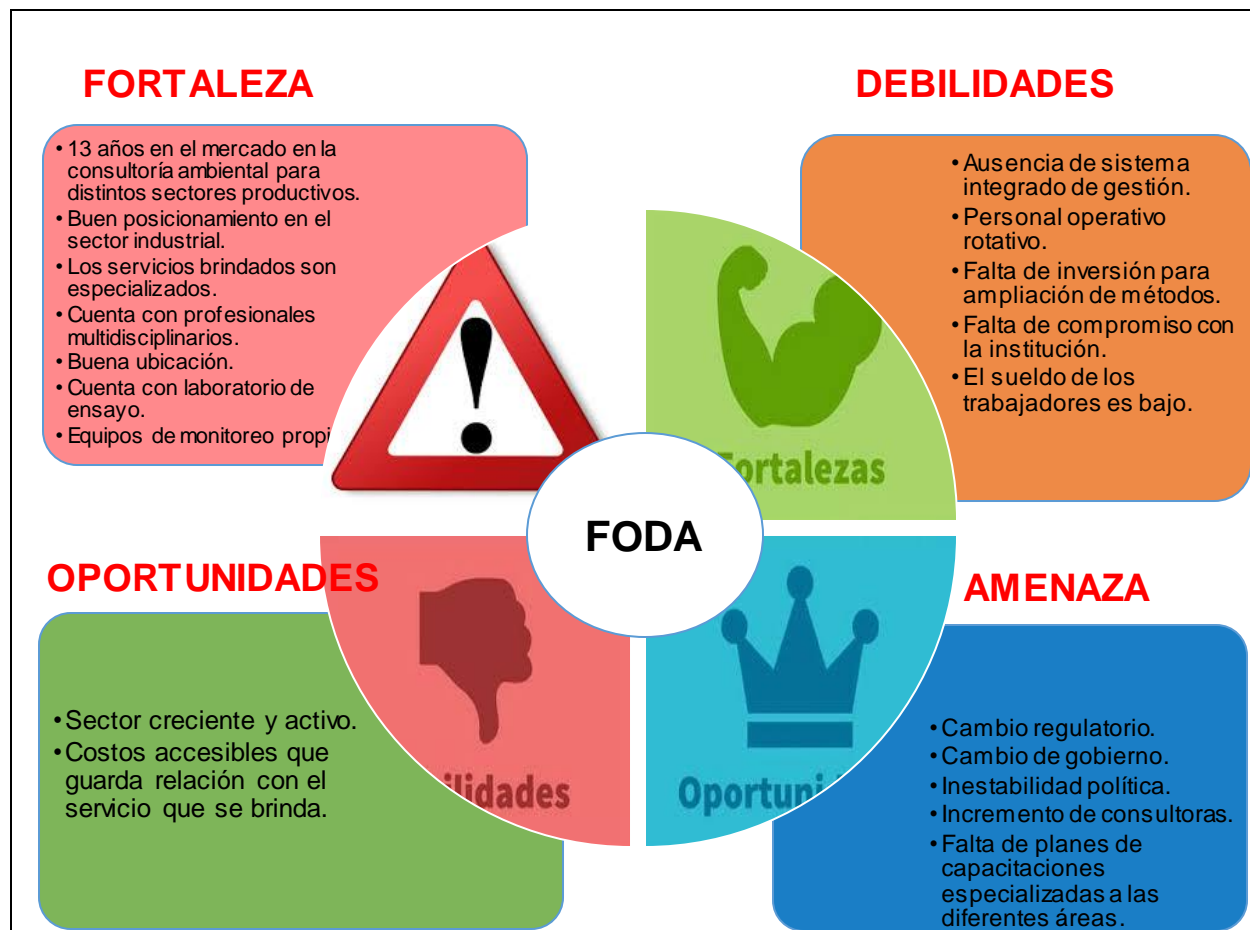 FORTALEZA
• 13 años en el mercado en la
consultoría ambiental para
distintos sectores productivos.
• Buen posicionamiento en el
sector industrial.
• Los servicios brindados son
especializados.
• Cuenta con profesionales
multidisciplinarios.
• Buena ubicación.
• Cuenta con laboratorio de
ensayo.
• Equipos de monitoreo propi
DEBILIDADES
• Ausencia de sistema
integrado de gestión.
• Personal operativo
rotativo.
• Falta de inversión para
ampliación de métodos.
• Falta de compromiso con
la institución.
• El sueldo de los
trabajadores es bajo.
Fortalezas
FODA
OPORTUNIDADES
• Sector creciente y activo.
• Costos accesibles que
guarda relación con el
servicio que se brinda.
ilidades
Oportuni
AMENAZA
• Cambio regulatorio.
• Cambio de gobierno.
• Inestabilidad política.
• Incremento de consultoras.
• Falta de planes de
capacitaciones
especializadas a las
diferentes áreas.